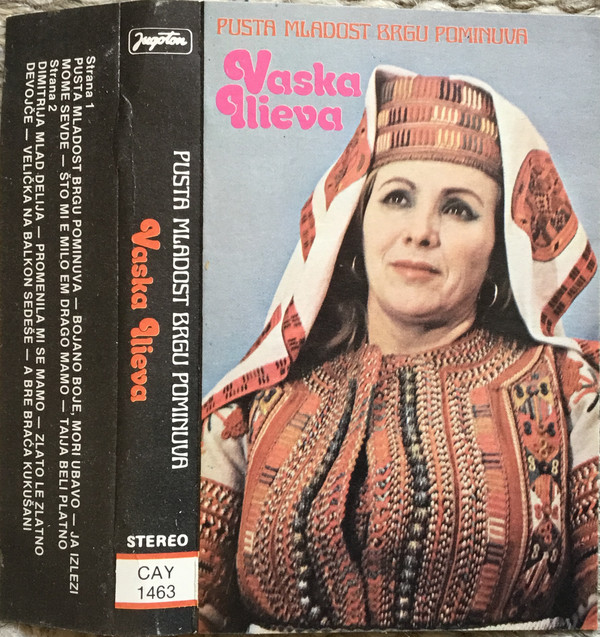 Strana 1
PUSTA MLADOST BRGU POMINUVA — BOJANO BOJE, MORI UBAVO — JA IZLEZI
MOME SEVDE — ŠTO MI E MILO EM DRAGO MAMO — TAIJA BELI PLATNO
Strana 2
DIMITRIJA MLAD DELIJA — PROMENILA MI SE MAMO — ZLATO LE ZLATNO
DEVOJČE — VELIČKA NA BALKON SEDEŠE — A BRE BRAĆA KUKUŠANI
Jugoton
PUSTA MLADOST BRGU POMINUVA
Vaska Ilieva
STEREO
CAY
1463
PUSTA MLADOST BRGU POMINUVA
Vaska
Ilieva